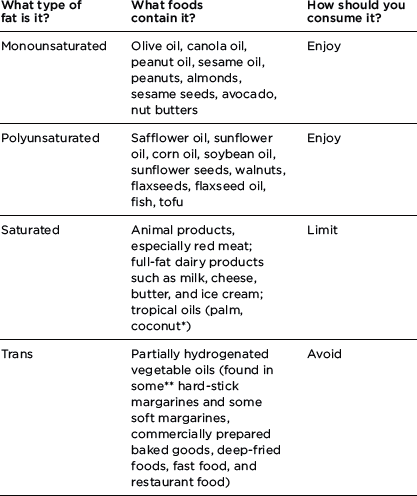 What type of fat is it?
What foods contain it?
How should you consume it?
Monounsaturated
Olive oil, canola oil,
peanut oil, sesame oil,
peanuts, almonds,
sesame seeds, avocado,
nut butters
Enjoy
Polyunsaturated
Safflower oil, sunflower
oil, corn oil, soybean oil,
sunflower seeds, walnuts,
flaxseeds, flaxseed oil,
fish, tofu
Enjoy
Saturated
Animal products,
especially red meat;
full-fat dairy products
such as milk, cheese,
butter, and ice cream;
tropical oils (palm,
coconut*)
Limit
Trans
Partially hydrogenated
vegetable oils (found in
some** hard-stick
margarines and some
soft margarines,
commercially prepared
baked goods, deep-fried
foods, fast food, and
restaurant food)
Avoid